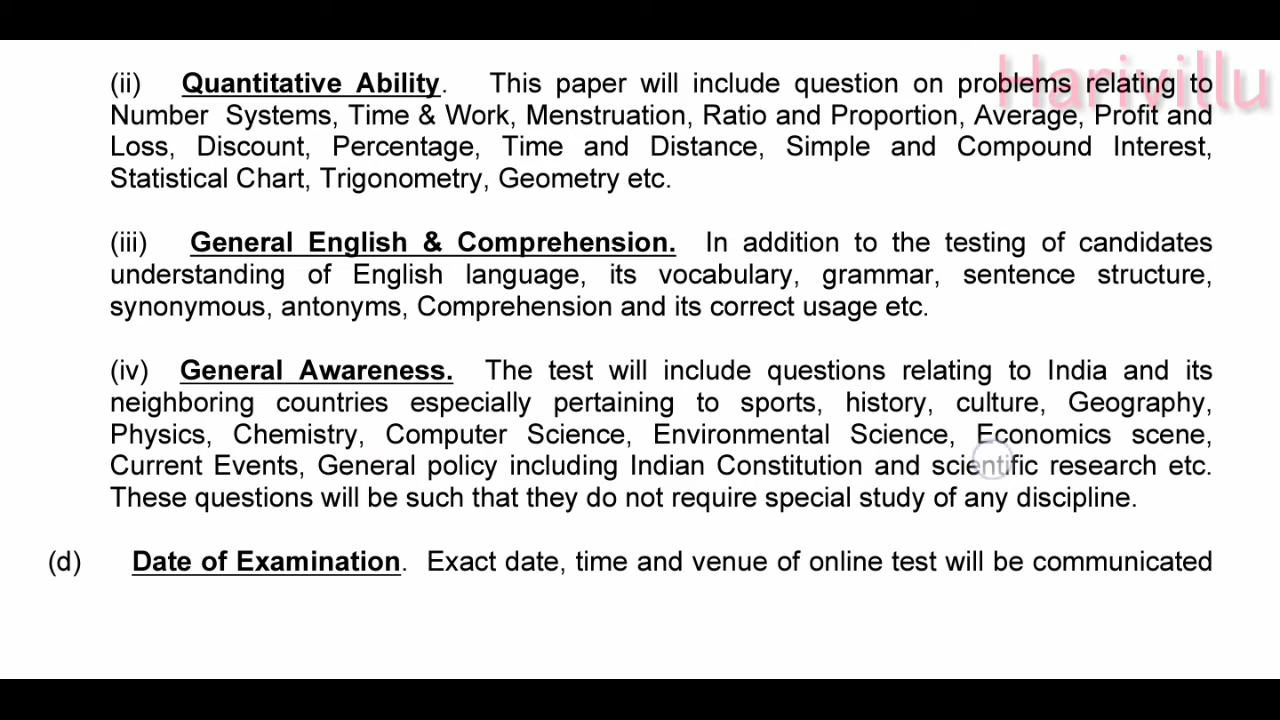 Harivillu
(ii) Quantitative Ability. This paper will include question on problems relating to
Number Systems, Time & Work, Menstruation, Ratio and Proportion, Average, Profit and
Loss, Discount, Percentage, Time and Distance, Simple and Compound Interest,
Statistical Chart, Trigonometry, Geometry etc.
(iii) General English & Comprehension. In addition to the testing of candidates
understanding of English language, its vocabulary, grammar, sentence structure,
synonymous, antonyms, Comprehension and its correct usage etc.
(iv) General Awareness. The test will include questions relating to India and its
neighboring countries especially pertaining to sports, history, culture, Geography,
Physics, Chemistry, Computer Science, Environmental Science, Economics scene,
Current Events, General policy including Indian Constitution and scientific research etc.
These questions will be such that they do not require special study of any discipline.
(d) Date of Examination. Exact date, time and venue of online test will be communicated